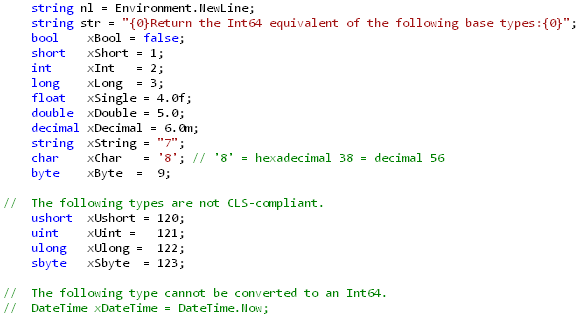 string nl = Environment.NewLine;
string str = "{0}Return the Int64 equivalent of the following base types:{0}";
bool    xBool = false;
short   xShort = 1;
int     xInt   = 2;
long    xLong  = 3;
float   xSingle = 4.0f;
double  xDouble = 5.0;
decimal xDecimal = 6.0m;
string  xString = "7";
char    xChar   = '8'; // '8' = hexadecimal 38 = decimal 56
byte    xByte  =  9;
//  The following types are not CLS-compliant.
ushort  xUshort = 120;
uint    xUint =   121;
ulong   xUlong =  122;
sbyte   xSbyte  = 123;
//  The following type cannot be converted to an Int64.
//  DateTime xDateTime = DateTime.Now;